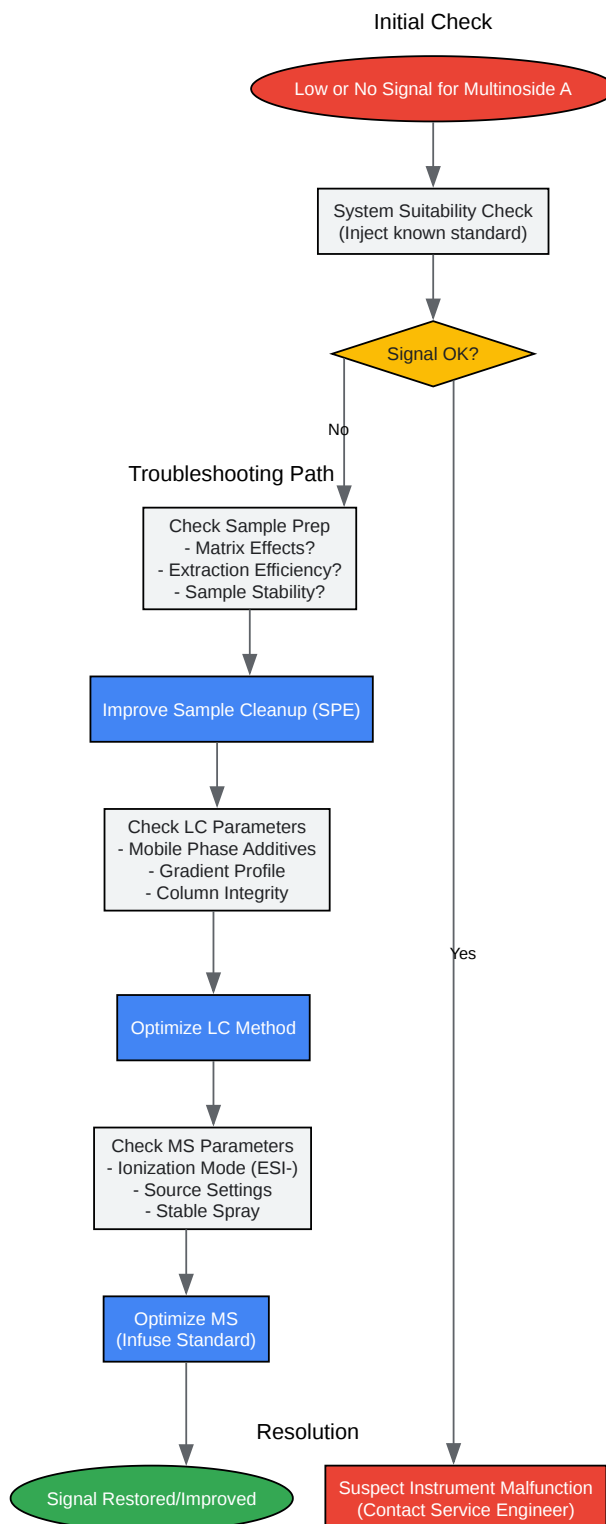 Initial Check
Low or No Signal for Multinoside A
System Suitability Check
(Inject known standard)
Signal OK?
No
Troubleshooting Path
Check Sample Prep
- Matrix Effects?
- Extraction Efficiency?
- Sample Stability?
Improve Sample Cleanup (SPE)
Check LC Parameters
- Mobile Phase Additives
- Gradient Profile
- Column Integrity
Yes
Optimize LC Method
Check MS Parameters
- Ionization Mode (ESI-)
- Source Settings
- Stable Spray
Optimize MS
(Infuse Standard)
Resolution
Signal Restored/Improved
Suspect Instrument Malfunction
(Contact Service Engineer)